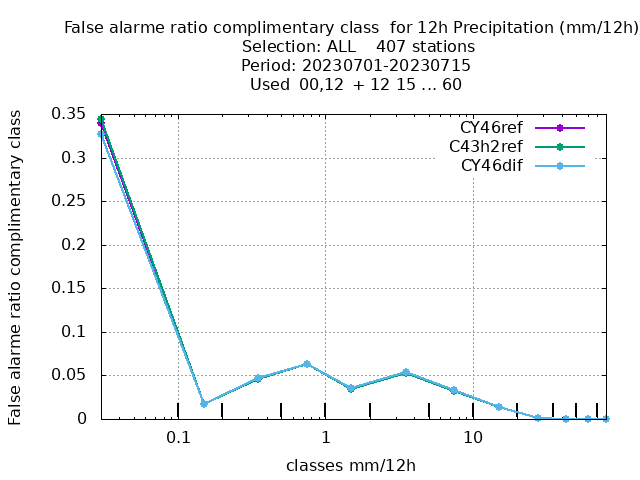 False alarme ratio complimentary class  for 12h Precipitation (mm/12h)
Selection: ALL    407 stations
Period: 20230701-20230715
Used  00,12  + 12 15 ... 60
False alarme ratio complimentary class
0.35
0.3
0.25
0.2
0.15
0.1
0.05
0
CY46ref
C43h2ref
CY46dif
0.1
1
10
classes mm/12h